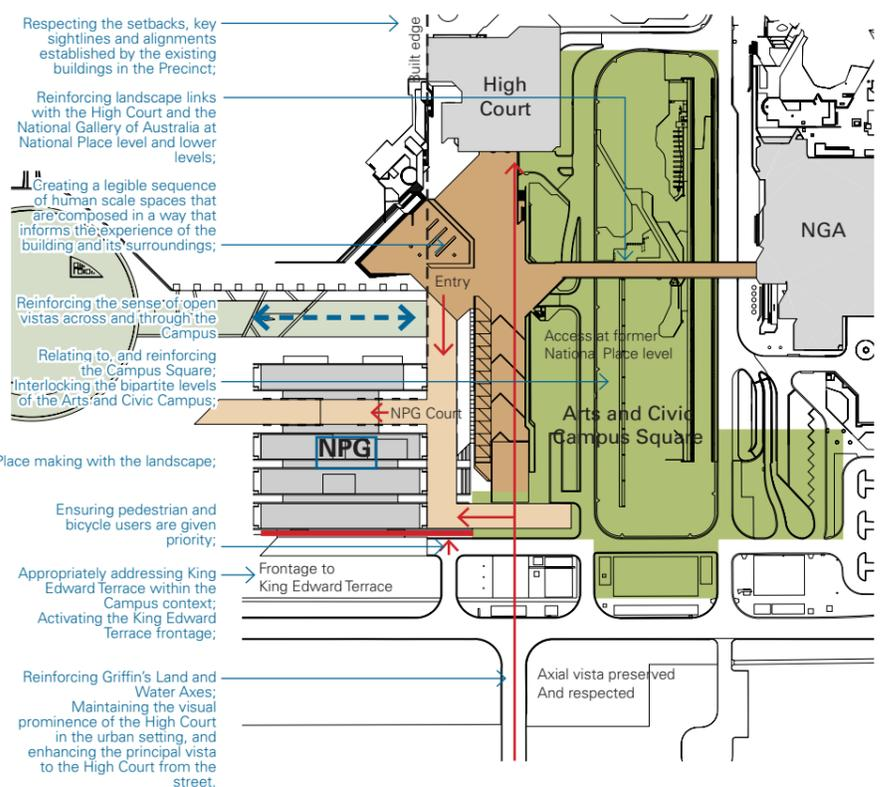 Respecting the setbacks, key
sightlines and alignments
established by the existing
buildings in the Precinct;
Built edge
High
Court
Reinforcing landscape links
with the High Court and the
National Gallery of Australia at
National Place level and lower
levels;
Creating a legible sequence
of human scale spaces that
are composed in a way that
informs the experience of the
building and its surroundings;
NGA
Entry
Reinforcing the sense of open
vistas across and through the
Campus
Access at former
National Place level
Relating to, and reinforcing
the Campus Square;
Interlocking the bipartite levels
of the Arts and Civic Campus;
NPG Court
Arts and Civic
Campus Square
NPG
Place making with the landscape;
Ensuring pedestrian and
bicycle users are given
priority;
Appropriately addressing King
Edward Terrace within the
Campus context;
Activating the King Edward
Terrace frontage;
Frontage to
King Edward Terrace
Reinforcing Griffin's Land and
Water Axes;
Maintaining the visual
prominence of the High Court
in the urban setting, and
enhancing the principal vista
to the High Court from the
street.
Axial vista preserved
And respected